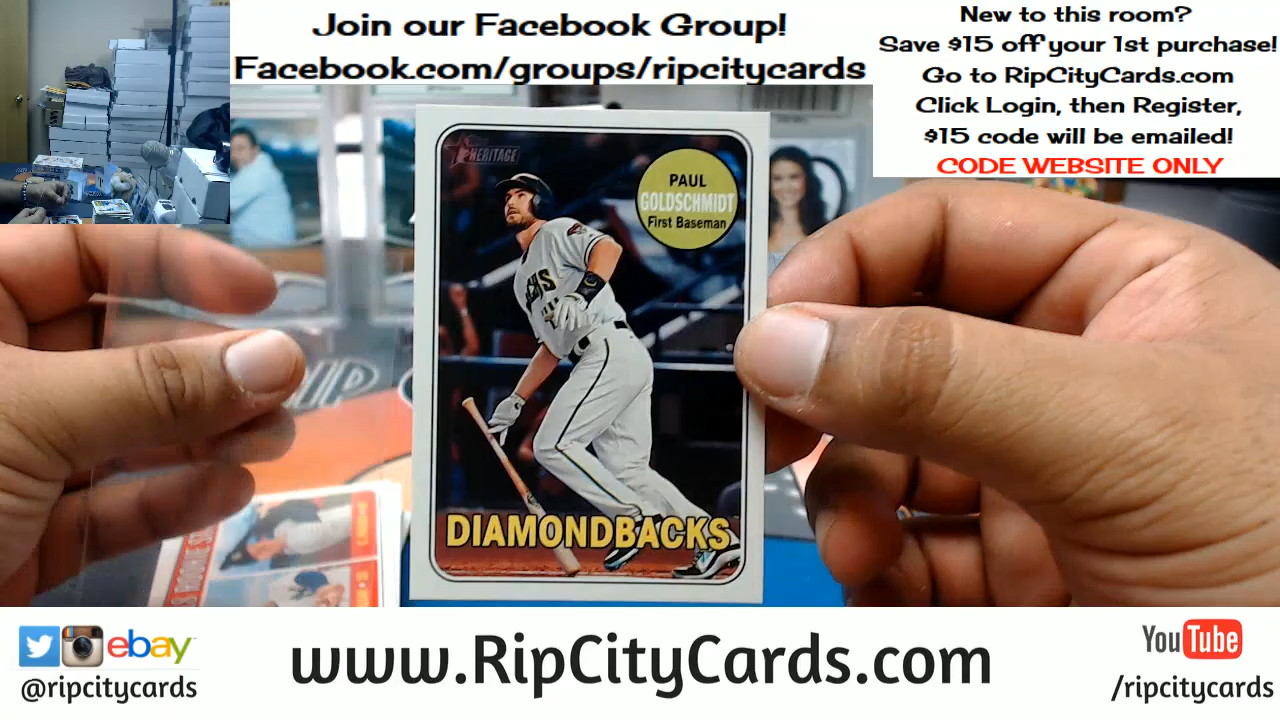 Join our Facebook Group!
Facebook.com/groups/ripcitycards
New to this room?
Save $15 off your 1st purchase!
Go to RipCityCards.com
Click Login, then Register,
$15 code will be emailed!
CODE WEBSITE ONLY
HERITAGE
PAUL
GOLDSCHMIDT
First Baseman
DIAMONDBACKS
ebay
@ripcitycards
www.RipCityCards.com
YouTube
/ripcitycards